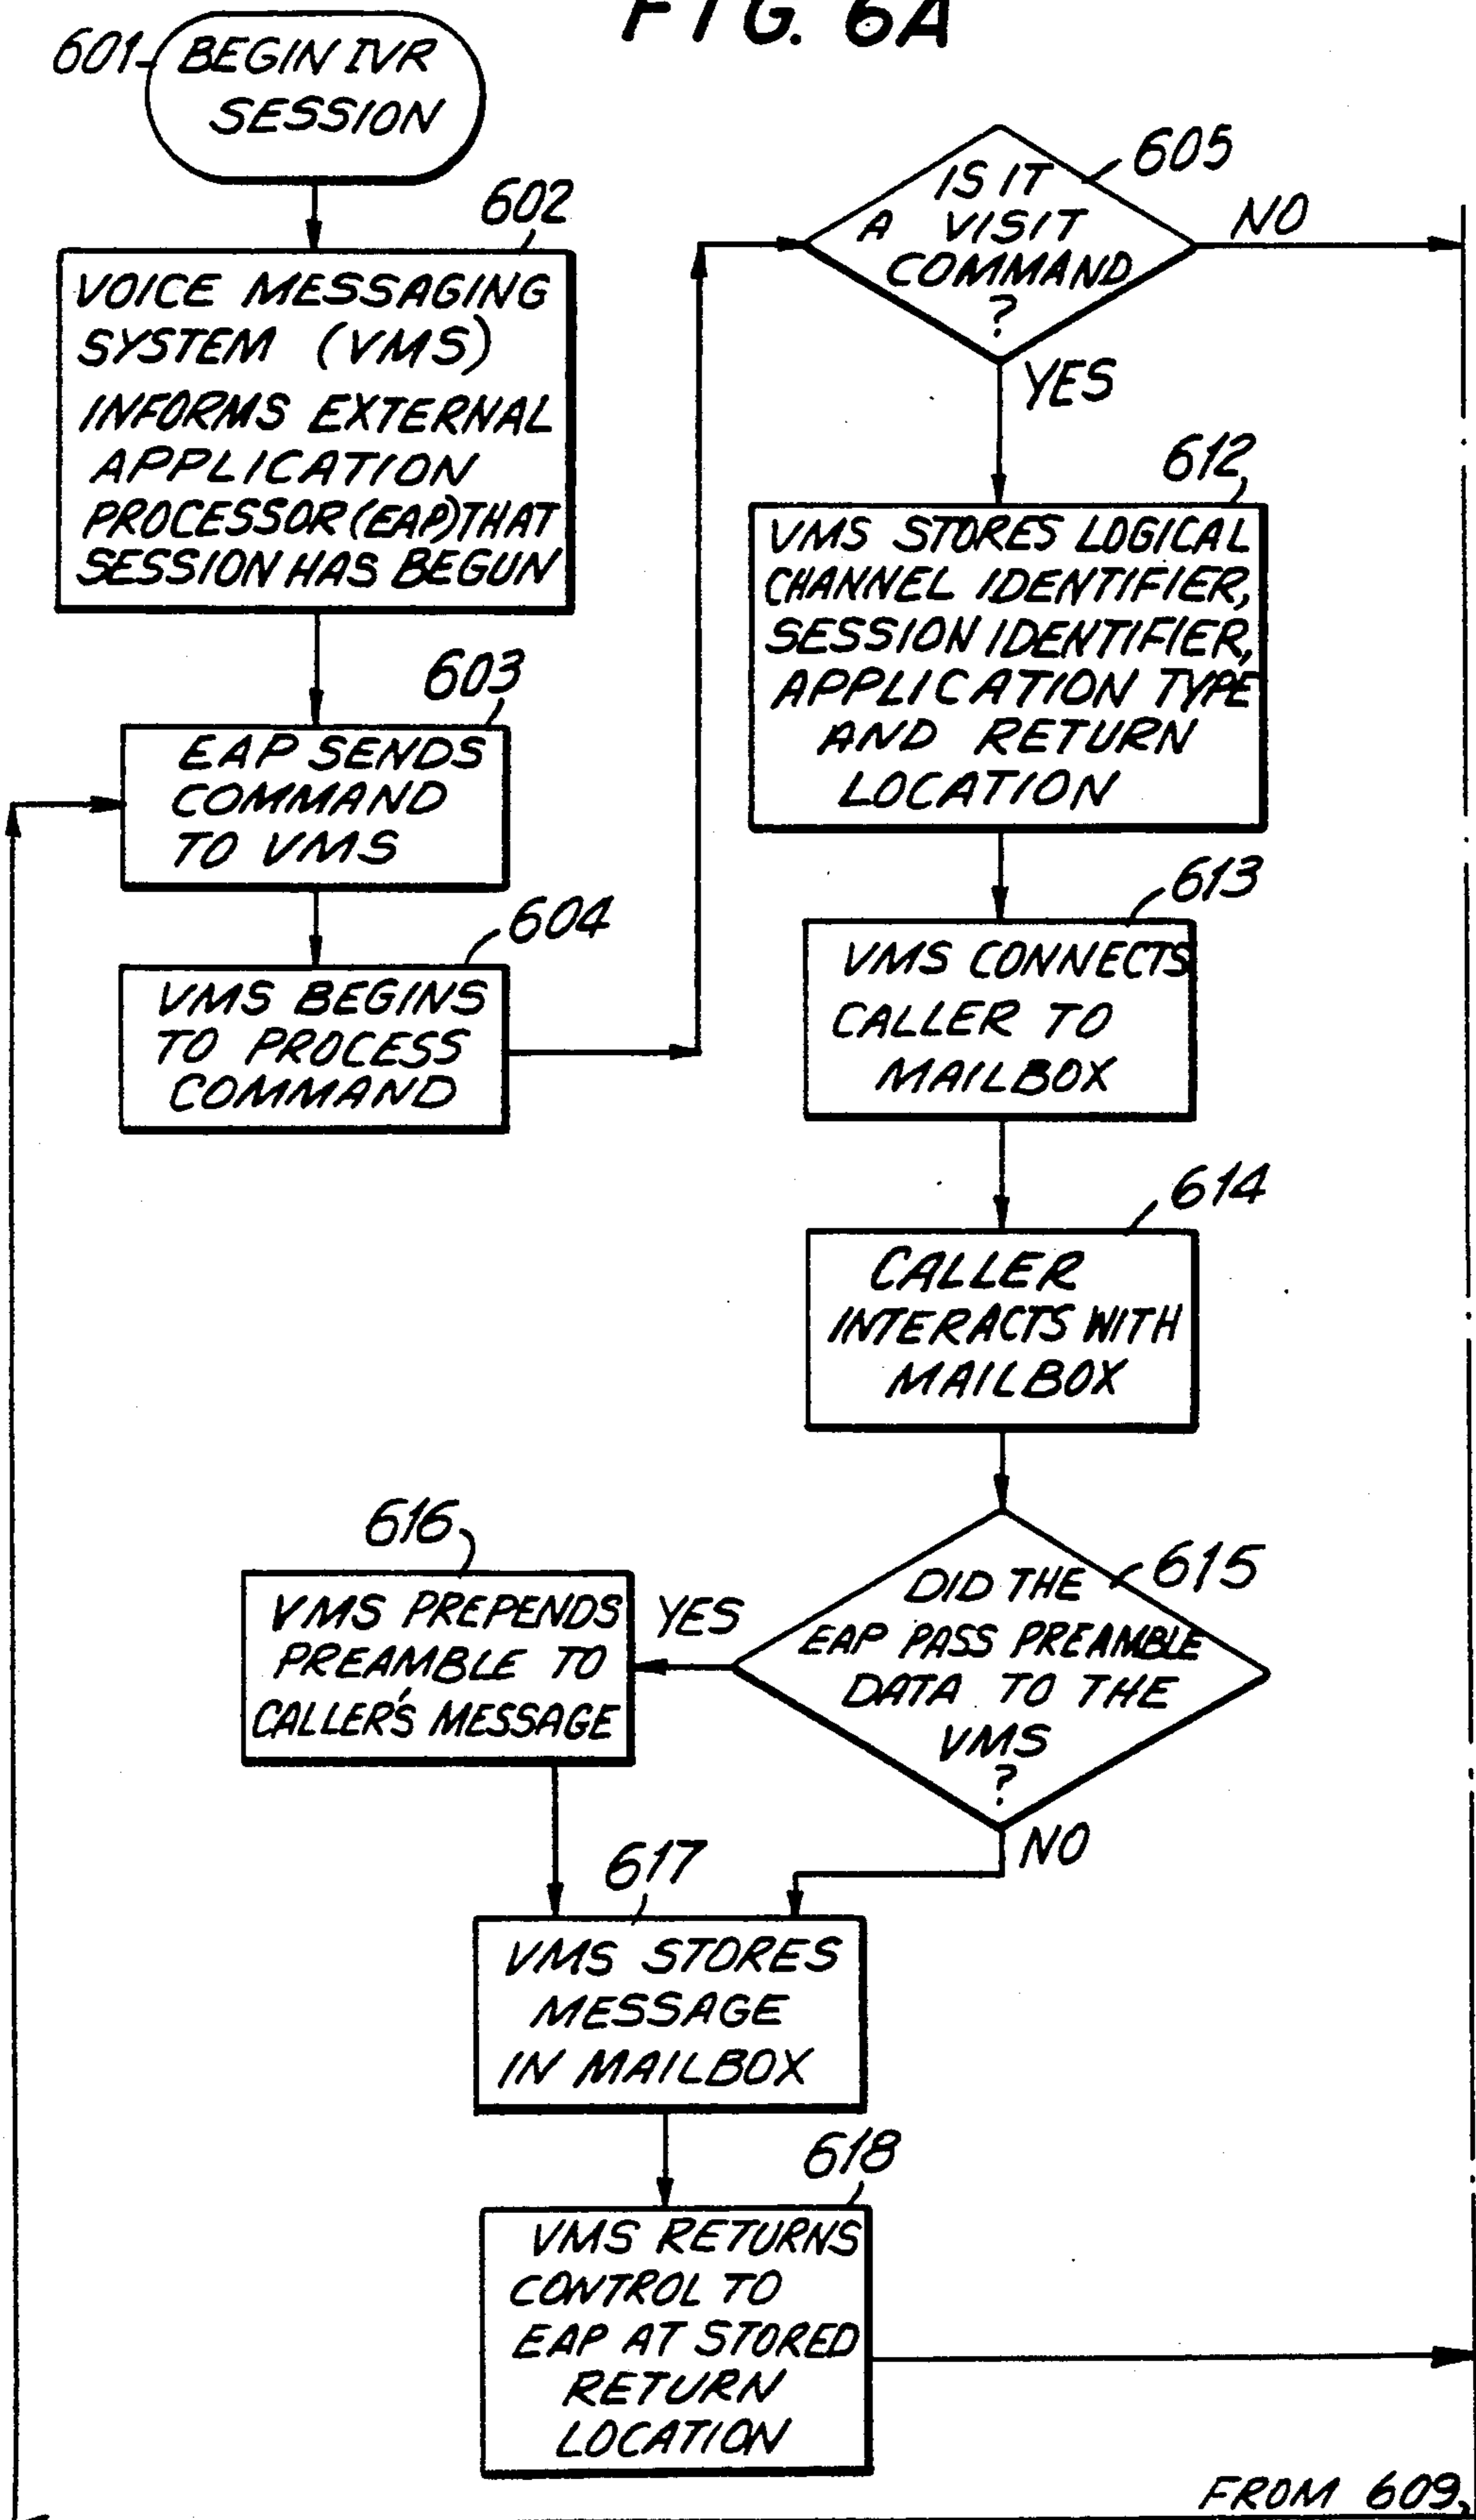 FIG. 6A
601
BEGIN IVR
SESSION
602
VOICE MESSAGING
SYSTEM (VMS)
INFORMS EXTERNAL
APPLICATION
PROCESSOR (EAP) THAT
SESSION HAS BEGUN
603
EAP SENDS
COMMAND
TO VMS
604
VMS BEGINS
TO PROCESS
COMMAND
605
IS IT
A VISIT
COMMAND
?
NO
YES
612
VMS STORES LOGICAL
CHANNEL IDENTIFIER,
SESSION IDENTIFIER,
APPLICATION TYPE
AND RETURN
LOCATION
613
VMS CONNECTS
CALLER TO
MAILBOX
614
CALLER
INTERACTS WITH
MAILBOX
615
DID THE
EAP PASS PREAMBLE
DATA TO THE
VMS
?
YES
NO
616
VMS PREPENDS
PREAMBLE TO
CALLER'S MESSAGE
617
VMS STORES
MESSAGE
IN MAILBOX
618
VMS RETURNS
CONTROL TO
EAP AT STORED
RETURN
LOCATION
FROM 609,